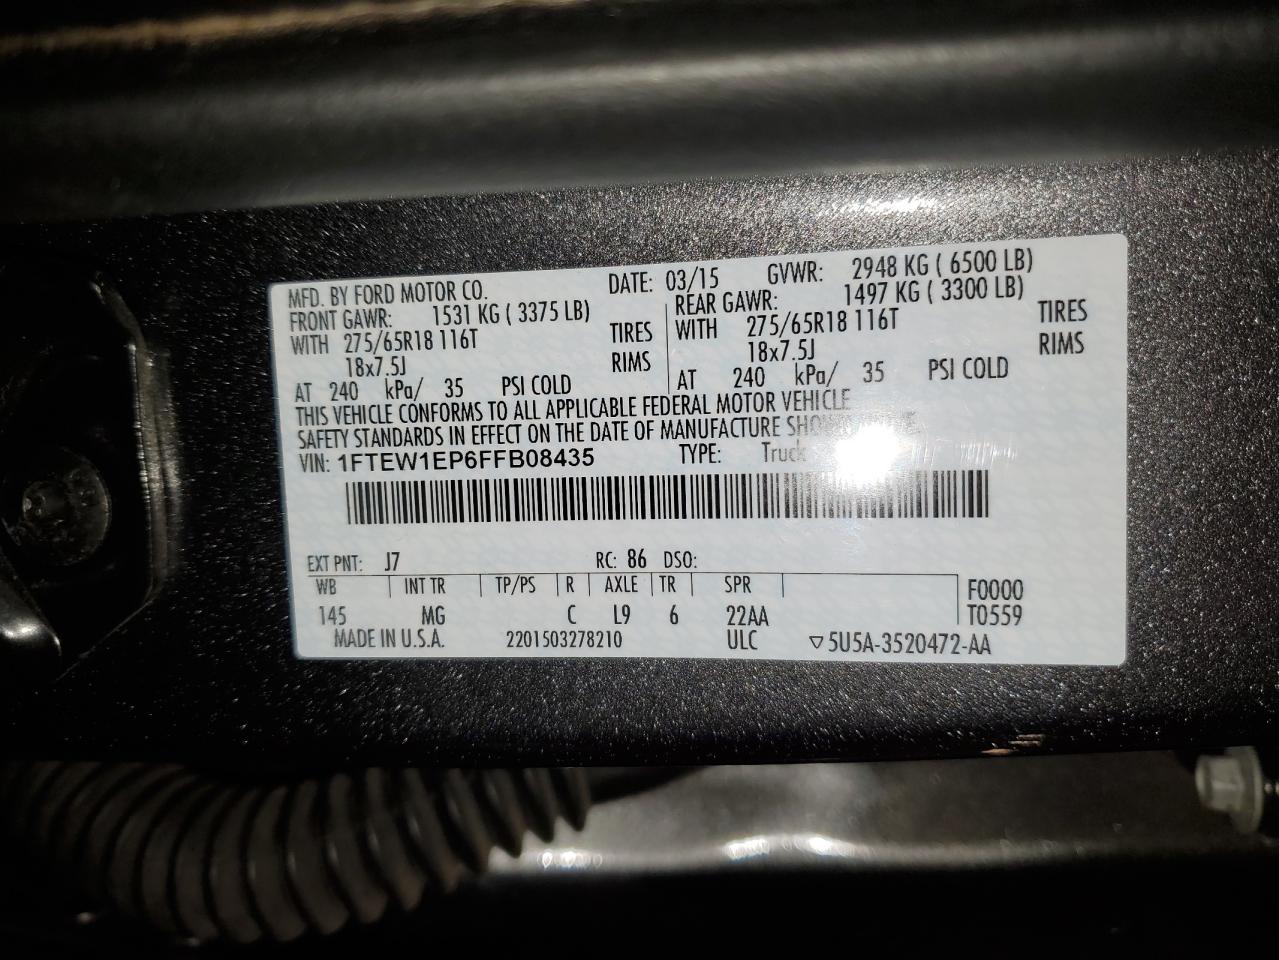 MFD. BY FORD MOTOR CO. DATE: 03/15 GVWR: 2948 KG ( 6500 LB)
FRONT GAWR: 1531 KG ( 3375 LB) REAR GAWR: 1497 KG ( 3300 LB)
WITH 275/65R18 116T TIRES WITH 275/65R18 116T TIRES
18x7.5J RIMS 18x7.5J RIMS
AT 240 kPa/ 35 PSI COLD AT 240 kPa/ 35 PSI COLD
THIS VEHICLE CONFORMS TO ALL APPLICABLE FEDERAL MOTOR VEHICLE
SAFETY STANDARDS IN EFFECT ON THE DATE OF MANUFACTURE
VIN: 1FTEW1EP6FFB08435 TYPE: Truck
EXT PNT: J7 RC: 86 DSO:
WB INT TR TP/PS R AXLE TR SPR F0000
145 MG C L9 6 22AA T0559
MADE IN U.S.A. 2201503278210 ULC ▽5U5A-3520472-AA